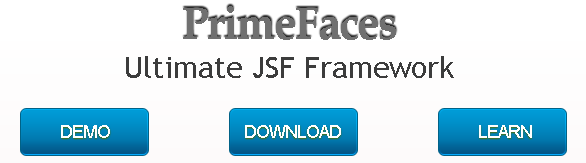 PrimeFaces
Ultimate JSF Framework
DEMO DOWNLOAD LEARN